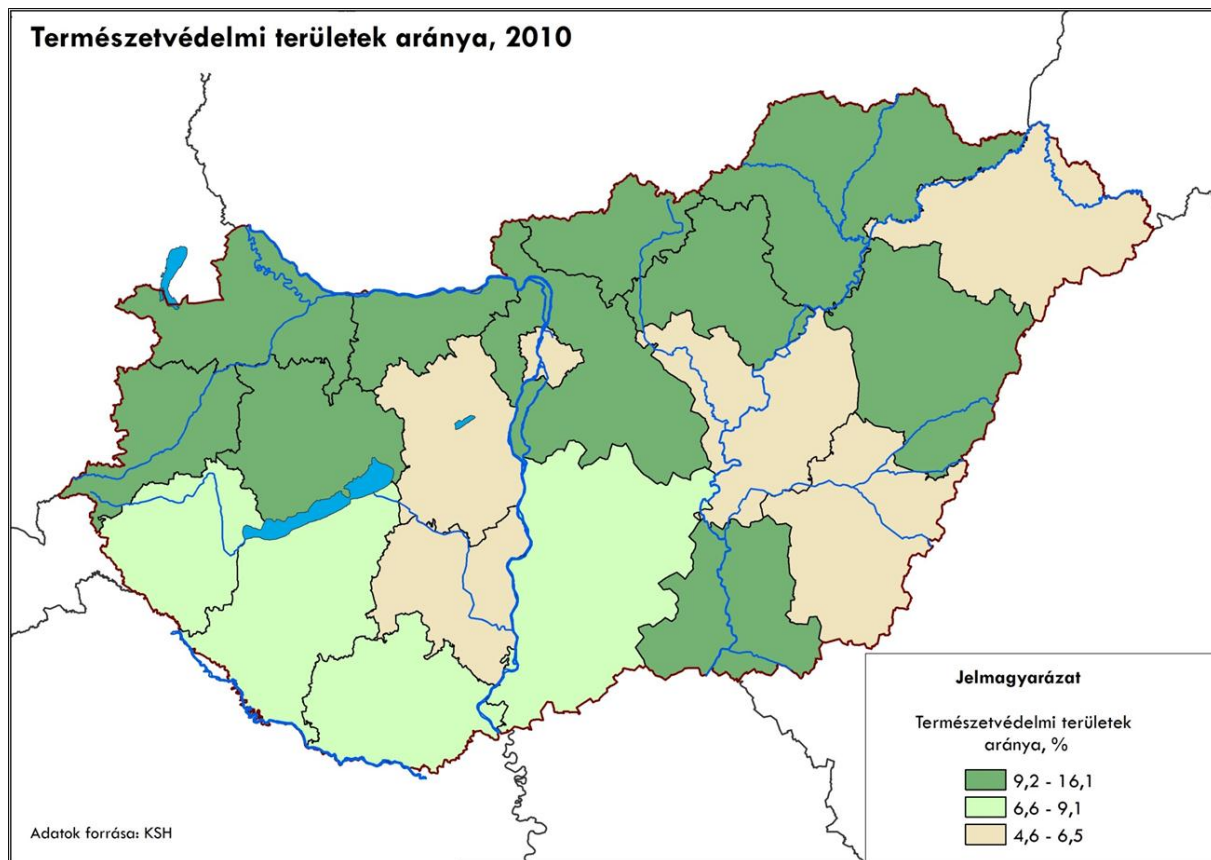 Természetvédelmi területek aránya, 2010
Jelmagyarázat
Természetvédelmi területek
aránya, %
9,2 - 16,1
6,6 - 9,1
4,6 - 6,5
Adatok forrása: KSH